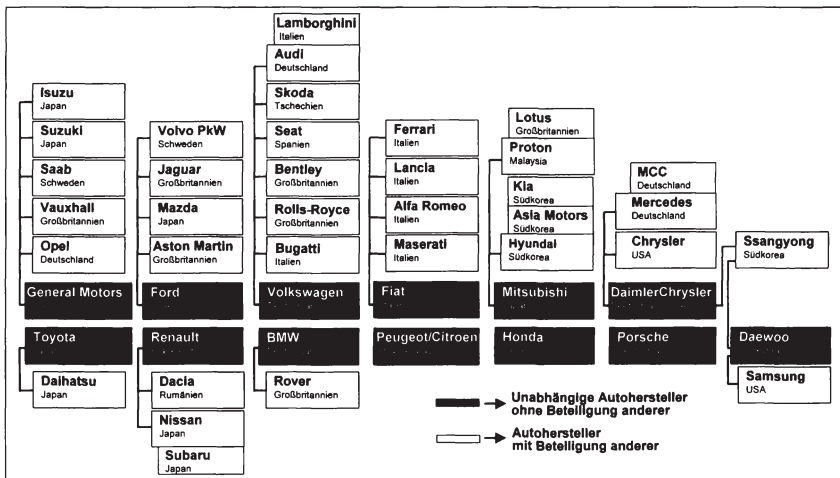 Lamborghini
Italien
Audi
Deutschland
Skoda
Tschechien
Seat
Spanien
Bentley
Großbritannien
Rolls-Royce
Großbritannien
Bugatti
Italien
Volkswagen
Isuzu
Japan
Suzuki
Japan
Saab
Schweden
Vauxhall
Großbritannien
Opel
Deutschland
General Motors
Volvo PkW
Schweden
Jaguar
Großbritannien
Mazda
Japan
Aston Martin
Großbritannien
Ford
Ferrari
Italien
Lancia
Italien
Alfa Romeo
Italien
Maserati
Italien
Fiat
Lotus
Großbritannien
Proton
Malaysia
Kia
Südkorea
Asia Motors
Südkorea
Hyundai
Südkorea
Mitsubishi
MCC
Deutschland
Mercedes
Deutschland
Chrysler
USA
DaimlerChrysler
Ssangyong
Südkorea
Toyota
Daihatsu
Japan
Renault
Dacia
Rumänien
Nissan
Japan
Subaru
Japan
BMW
Rover
Großbritannien
Peugeot/Citroen
Honda
Porsche
Daewoo
Samsung
USA
Unabhängige Autohersteller
ohne Beteiligung anderer
Autohersteller
mit Beteiligung anderer